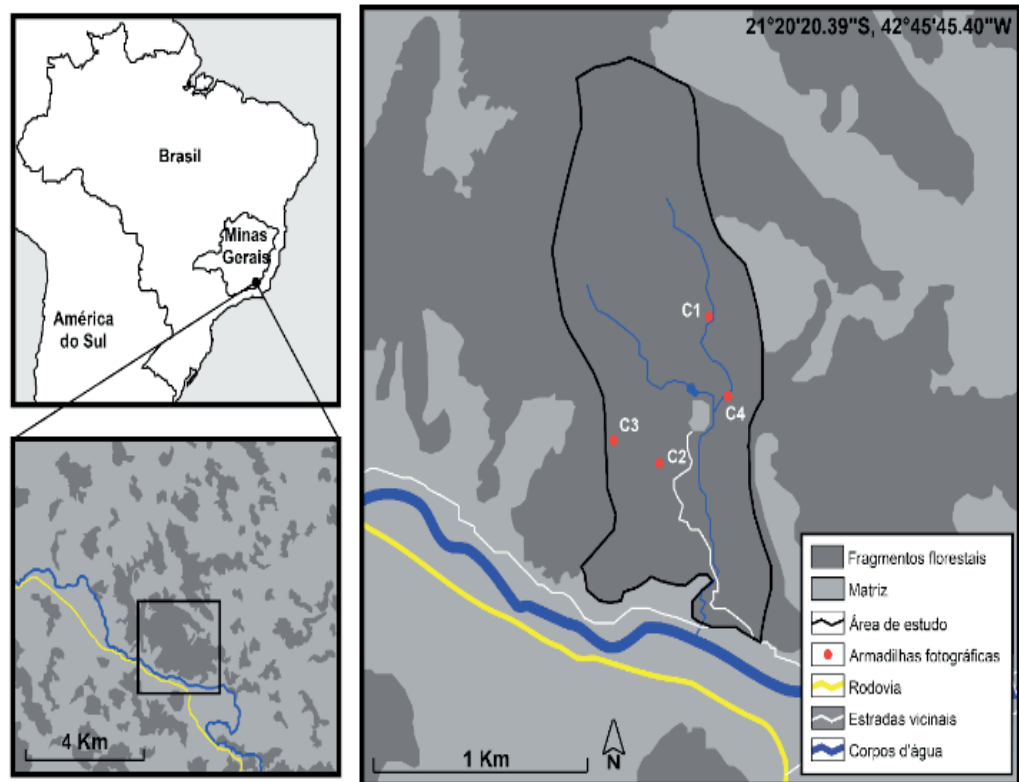 Brasil
Minas
Gerais
América
do Sul
4 Km
21°20'20.39"S, 42°45'45.40"W
C1
C4
C3
C2
1 Km
N
Fragmentos florestais
Matriz
Área de estudo
Armadilhas fotográficas
Rodovia
Estradas vicinais
Corpos d'água